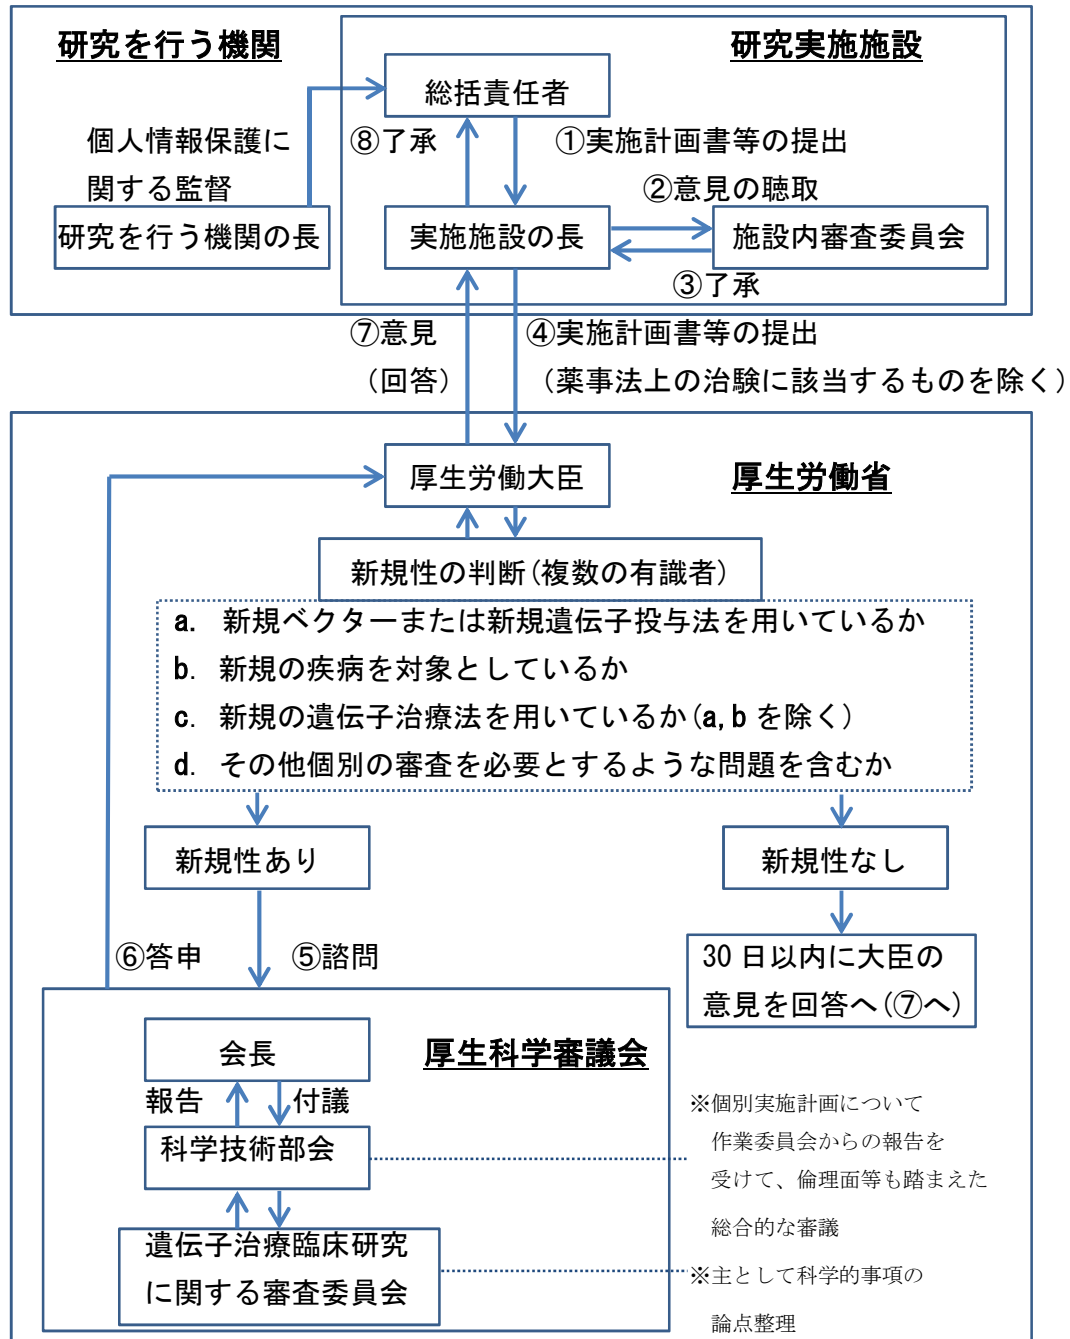 研究を行う機関
研究実施施設
総括責任者
個人情報保護に
関する監督
⑧了承
①実施計画書等の提出
②意見の聴取
研究を行う機関の長
実施施設の長
施設内審査委員会
③了承
⑦意見
（回答）
④実施計画書等の提出
（薬事法上の治験に該当するものを除く）
厚生労働大臣
厚生労働省
新規性の判断(複数の有識者)
a. 新規ベクターまたは新規遺伝子投与法を用いているか
b. 新規の疾病を対象としているか
c. 新規の遺伝子治療法を用いているか(a,bを除く)
d. その他個別の審査を必要とするような問題を含むか
新規性あり
新規性なし
⑥答申
⑤諮問
30日以内に大臣の
意見を回答へ(⑦へ)
会長
厚生科学審議会
報告
付議
科学技術部会
※個別実施計画について
作業委員会からの報告を
受けて、倫理面等も踏まえた
総合的な審議
遺伝子治療臨床研究
に関する審査委員会
※主として科学的事項の
論点整理